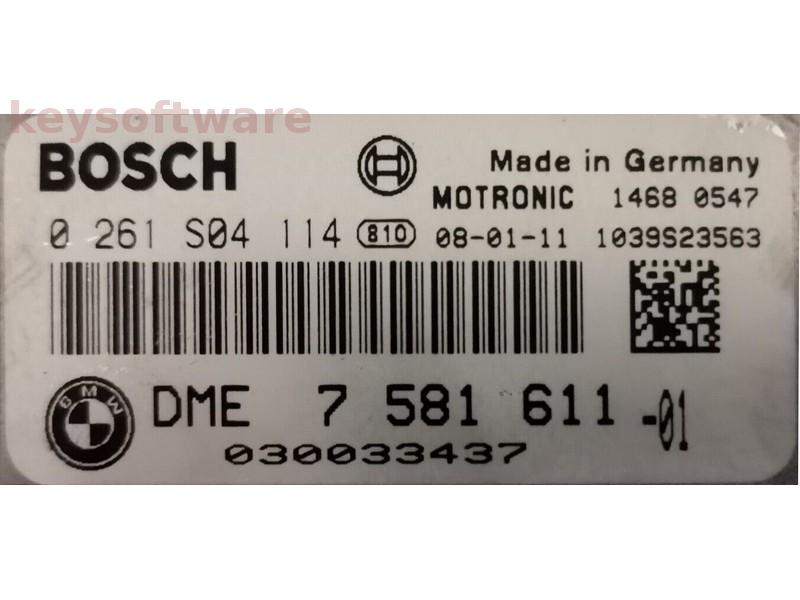 keysoftware
BOSCH
Made in Germany
MOTRONIC 1468 0547
0 261 S04 114 810 08-01-11 1039S23563
BMW
DME 7 581 611 -01
030033437